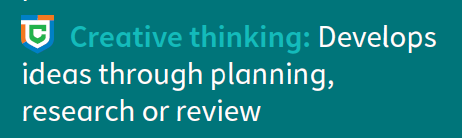 Creative thinking: Develops
ideas through planning,
research or review